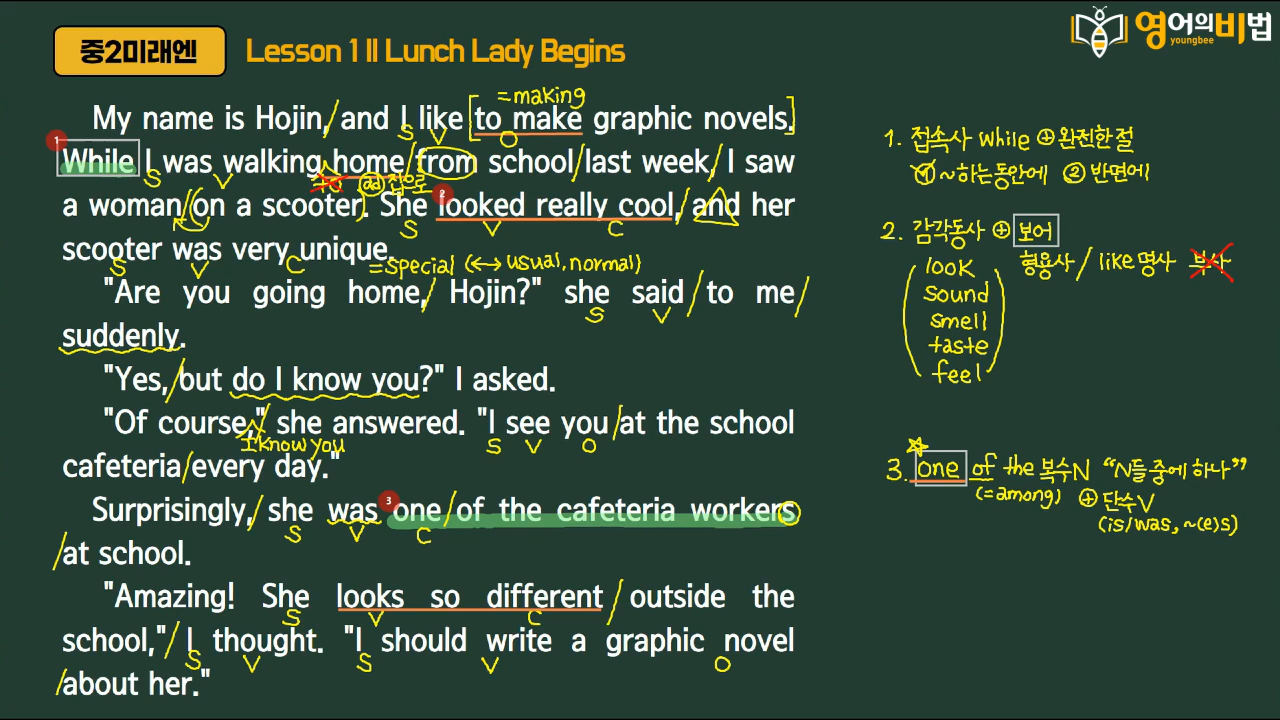 중2미래엔
Lesson 1 II Lunch Lady Begins
영어의비법
youngbee
=making
My name is Hojin, and I like [to make graphic novels.]
S V O
1
While I was walking home from school last week, I saw
S V 집으로
2
a woman on a scooter. She looked really cool, and her
S V C
scooter was very unique.
S V C =special (↔ usual, normal)
"Are you going home, Hojin?" she said to me
S V
suddenly.
"Yes, but do I know you?" I asked.
"Of course," she answered. "I see you at the school
I know you S V O
cafeteria every day."
3
Surprisingly, she was one of the cafeteria workers
S V C
at school.
"Amazing! She looks so different outside the
S V C
school," I thought. "I should write a graphic novel
S V S V O
about her."
1. 접속사 while ⊕ 완전한 절
① ~하는동안에 ② 반면에
2. 감각동사 ⊕ 보어
look 형용사 / like 명사 부사
sound
smell
taste
feel
3. one of the 복수N "N들 중에 하나"
(=among) ⊕ 단수V
(is/was, ~(e)s)